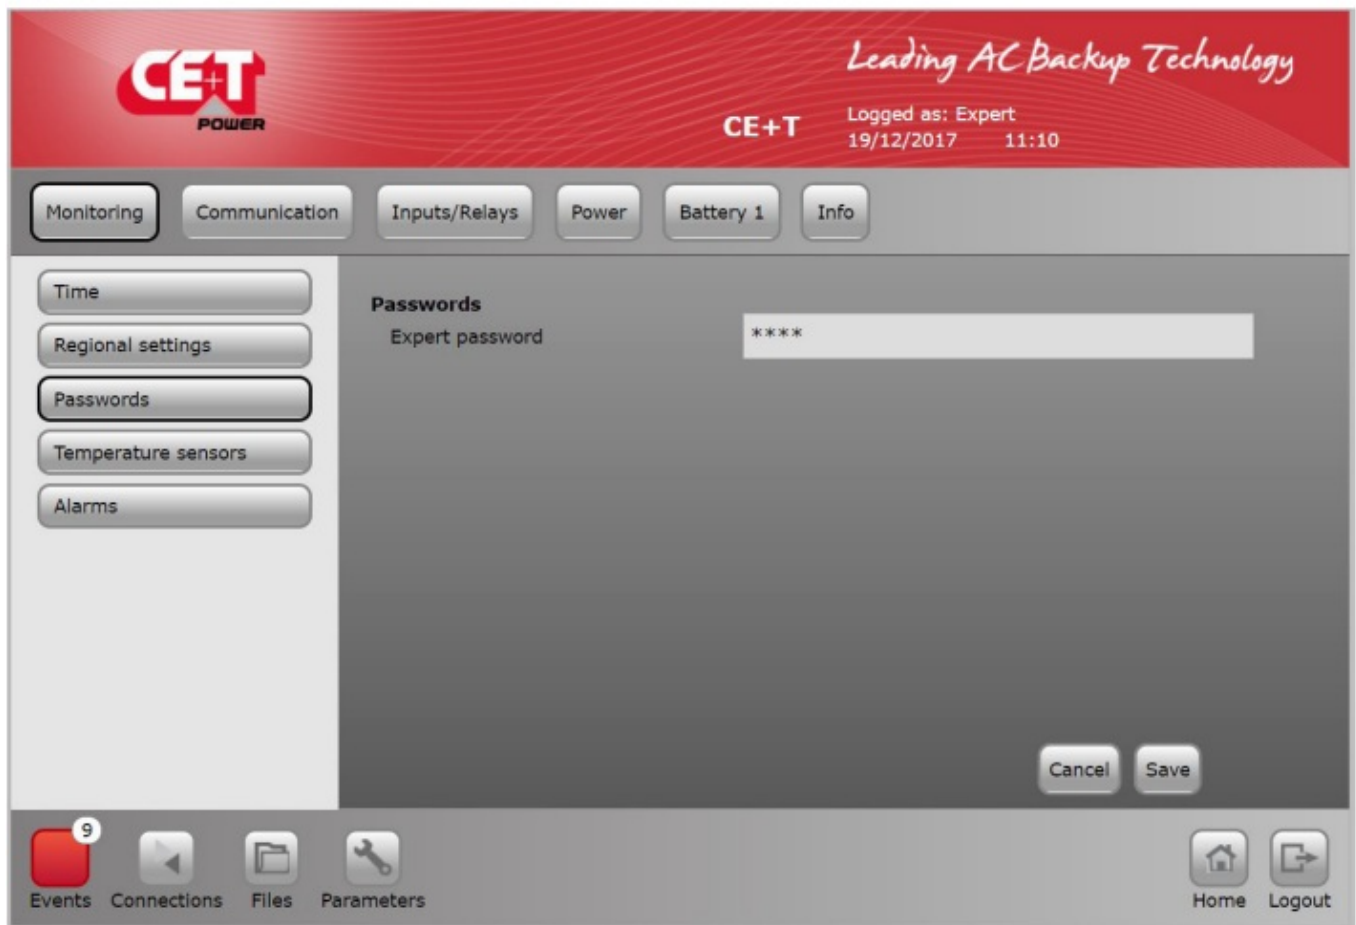 CE+T
POWER
Leading AC Backup Technology
CE+T
Logged as: Expert
19/12/2017 11:10
Monitoring Communication Inputs/Relays Power Battery 1 Info
Time
Regional settings
Passwords
Temperature sensors
Alarms
Passwords
Expert password ****
Cancel Save
9
Events Connections Files Parameters Home Logout